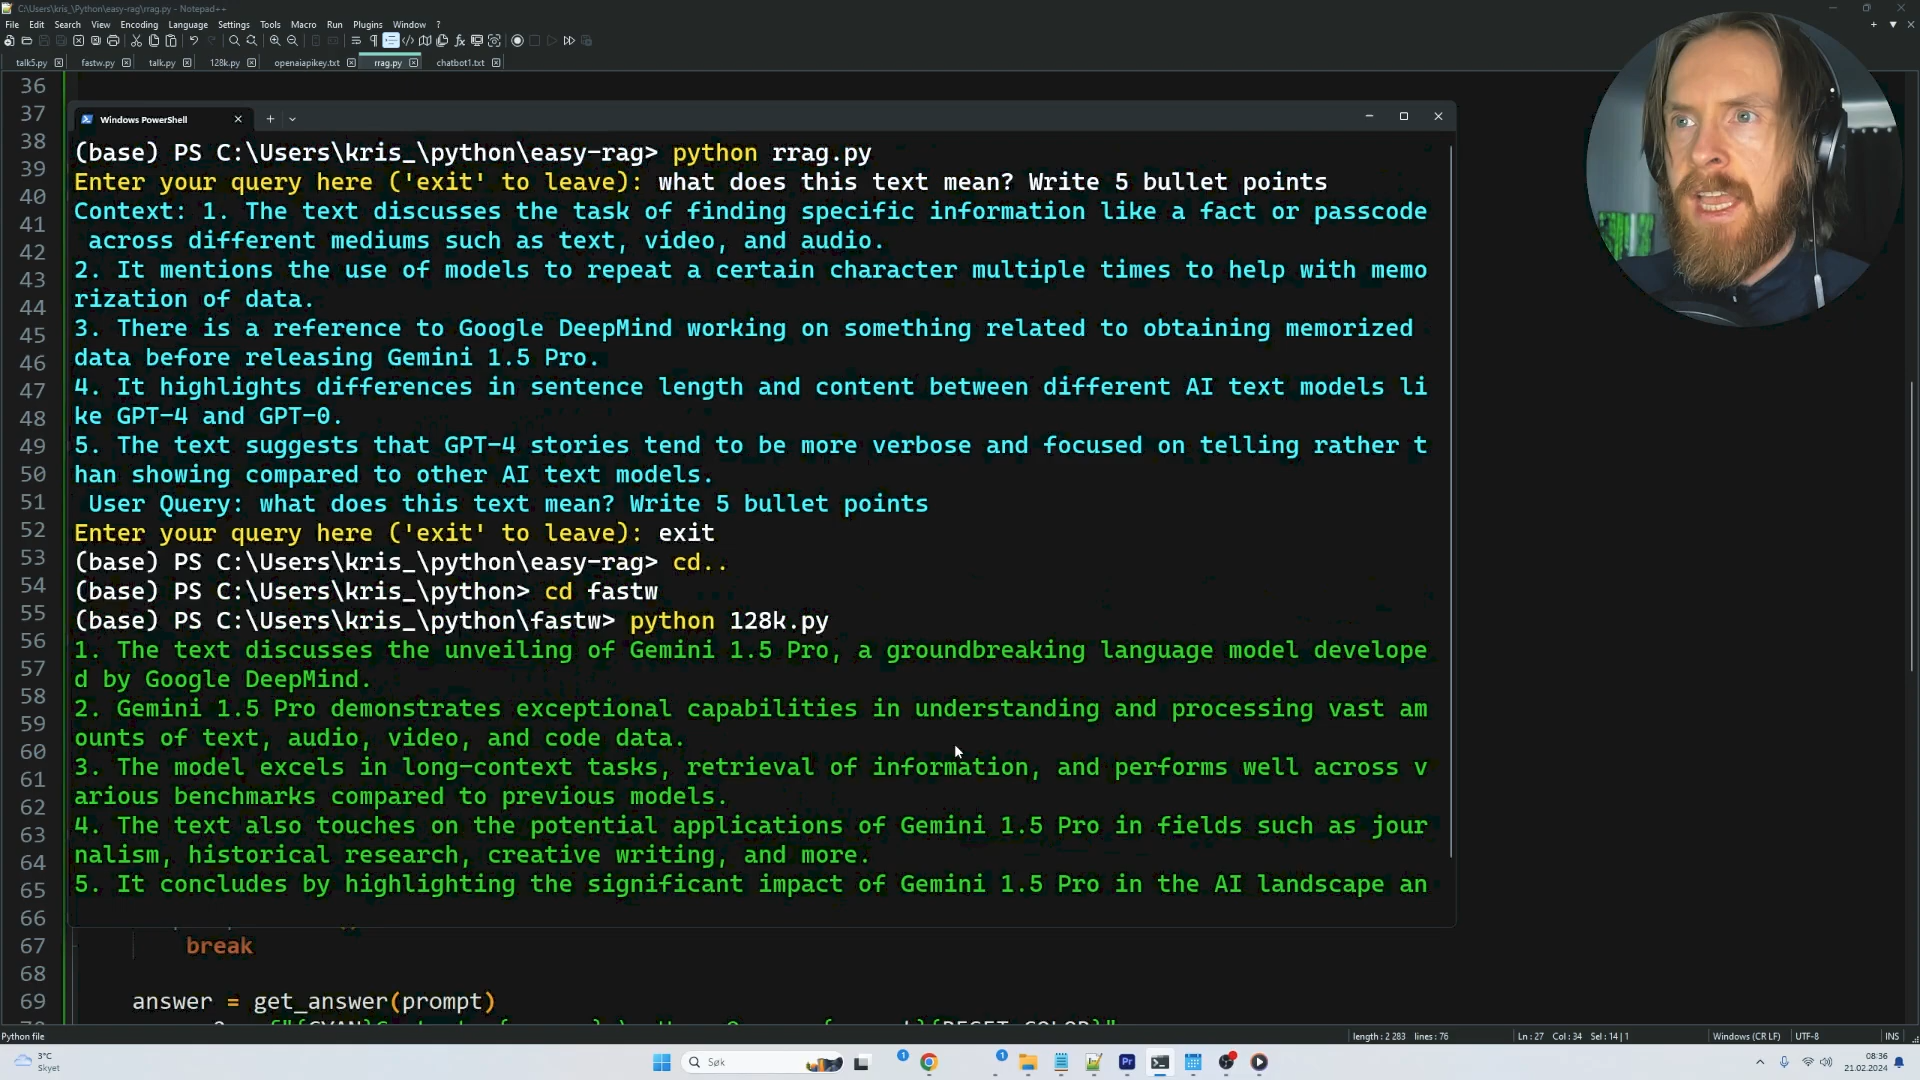 C:\Users\kris_\Python\easy-rag\rrag.py - Notepad++
File Edit Search View Encoding Language Settings Tools Macro Run Plugins Window ?
talk5.py fastw.py talk.py 128k.py openaiapikey.txt rrag.py chatbot1.txt
36
37
Windows PowerShell
38
(base) PS C:\Users\kris_\python\easy-rag> python rrag.py
39
Enter your query here ('exit' to leave): what does this text mean? Write 5 bullet points
40
Context: 1. The text discusses the task of finding specific information like a fact or passcode
41
across different mediums such as text, video, and audio.
42
2. It mentions the use of models to repeat a certain character multiple times to help with memo
43
rization of data.
44
3. There is a reference to Google DeepMind working on something related to obtaining memorized
45
data before releasing Gemini 1.5 Pro.
46
4. It highlights differences in sentence length and content between different AI text models li
47
ke GPT-4 and GPT-0.
48
5. The text suggests that GPT-4 stories tend to be more verbose and focused on telling rather t
49
han showing compared to other AI text models.
50
User Query: what does this text mean? Write 5 bullet points
51
Enter your query here ('exit' to leave): exit
52
(base) PS C:\Users\kris_\python\easy-rag> cd..
53
(base) PS C:\Users\kris_\python> cd fastw
54
(base) PS C:\Users\kris_\python\fastw> python 128k.py
55
56
1. The text discusses the unveiling of Gemini 1.5 Pro, a groundbreaking language model develope
57
d by Google DeepMind.
58
2. Gemini 1.5 Pro demonstrates exceptional capabilities in understanding and processing vast am
59
ounts of text, audio, video, and code data.
60
3. The model excels in long-context tasks, retrieval of information, and performs well across v
61
arious benchmarks compared to previous models.
62
4. The text also touches on the potential applications of Gemini 1.5 Pro in fields such as jour
63
nalism, historical research, creative writing, and more.
64
5. It concludes by highlighting the significant impact of Gemini 1.5 Pro in the AI landscape an
65
66
67 break
68
69 answer = get_answer(prompt)
Python file length : 2 283 lines : 76 Ln : 27 Col : 34 Sel : 14 | 1 Windows (CR LF) UTF-8 INS
3°C
Skyet
Søk
08:36
21.02.2024